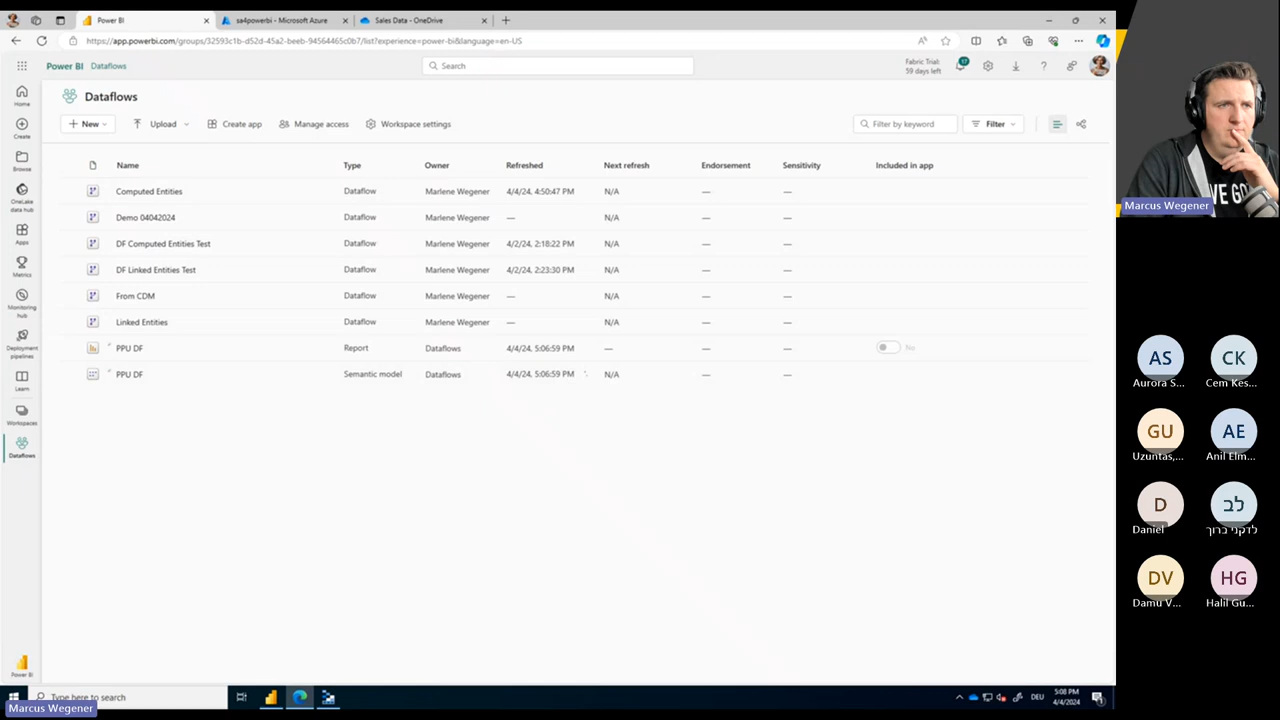 Power BI
sa4powerbi - Microsoft Azure
Sales Data - OneDrive
https://app.powerbi.com/groups/32593c1b-d52d-45a2-beeb-94564465c0b7/list?experience=power-bi&language=en-US
Power BI Dataflows
Search
Fabric Trial:
59 days left
17
Dataflows
New
Upload
Create app
Manage access
Workspace settings
Filter by keyword
Filter
Name Type Owner Refreshed Next refresh Endorsement Sensitivity Included in app
Computed Entities Dataflow Marlene Wegener 4/4/24, 4:50:47 PM N/A — —
Demo 04042024 Dataflow Marlene Wegener — N/A — —
DF Computed Entities Test Dataflow Marlene Wegener 4/2/24, 2:18:22 PM N/A — —
DF Linked Entities Test Dataflow Marlene Wegener 4/2/24, 2:23:30 PM N/A — —
From CDM Dataflow Marlene Wegener — N/A — —
Linked Entities Dataflow Marlene Wegener — N/A — —
PPU DF Report Dataflows 4/4/24, 5:06:59 PM — — — No
PPU DF Semantic model Dataflows 4/4/24, 5:06:59 PM N/A — —
Home
Create
Browse
OneLake
data hub
Apps
Metrics
Monitoring
hub
Deployment
pipelines
Learn
Workspaces
Dataflows
Power BI
Type here to search
DEU
5:08 PM
4/4/2024
1
Marcus Wegener
Marcus Wegener
AS
Aurora S...
CK
Cem Kes...
GU
Uzuntas,...
AE
Anil Elm...
D
Daniel
לב
לדקני ברוך
DV
Damu V...
HG
Halil Gu...